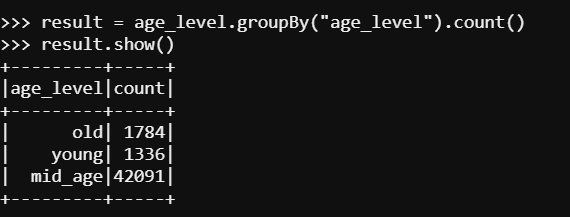 >>> result = age_level.groupBy("age_level").count()
>>> result.show()
+---------+-----+
|age_level|count|
+---------+-----+
|      old| 1784|
|    young| 1336|
|  mid_age|42091|
+---------+-----+